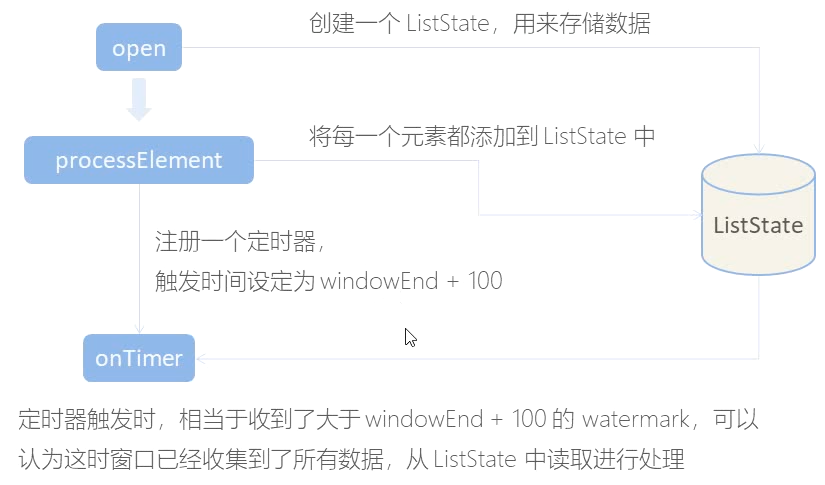 创建一个 ListState，用来存储数据
open
将每一个元素都添加到 ListState 中
processElement
ListState
注册一个定时器，
触发时间设定为 windowEnd + 100
onTimer
定时器触发时，相当于收到了大于 windowEnd + 100 的 watermark，可以
认为这时窗口已经收集到了所有数据，从 ListState 中读取进行处理